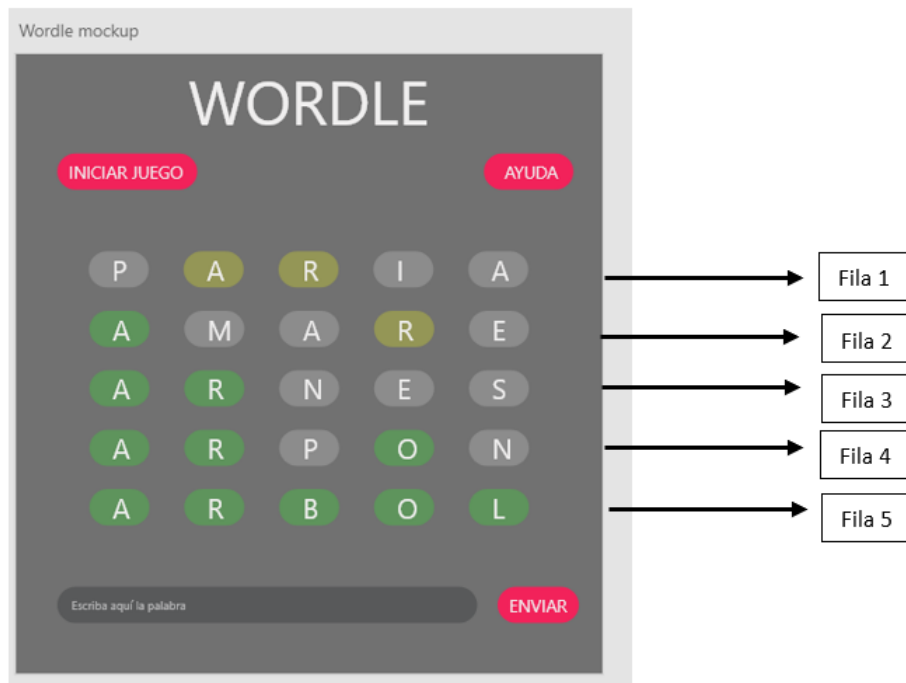 Wordle mockup
WORDLE
INICIAR JUEGO AYUDA
P A R I A Fila 1
A M A R E Fila 2
A R N E S Fila 3
A R P O N Fila 4
A R B O L Fila 5
Escriba aquí la palabra ENVIAR